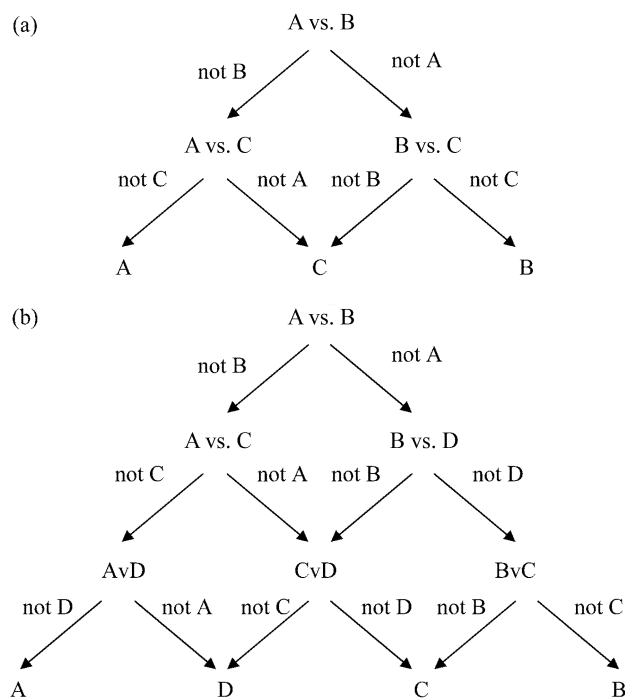 (a)
A vs. B
not B
not A
A vs. C
B vs. C
not C
not A
not B
not C
A
C
B
(b)
A vs. B
not B
not A
A vs. C
B vs. D
not C
not A
not B
not D
AvD
CvD
BvC
not D
not A
not C
not D
not B
not C
A
D
C
B